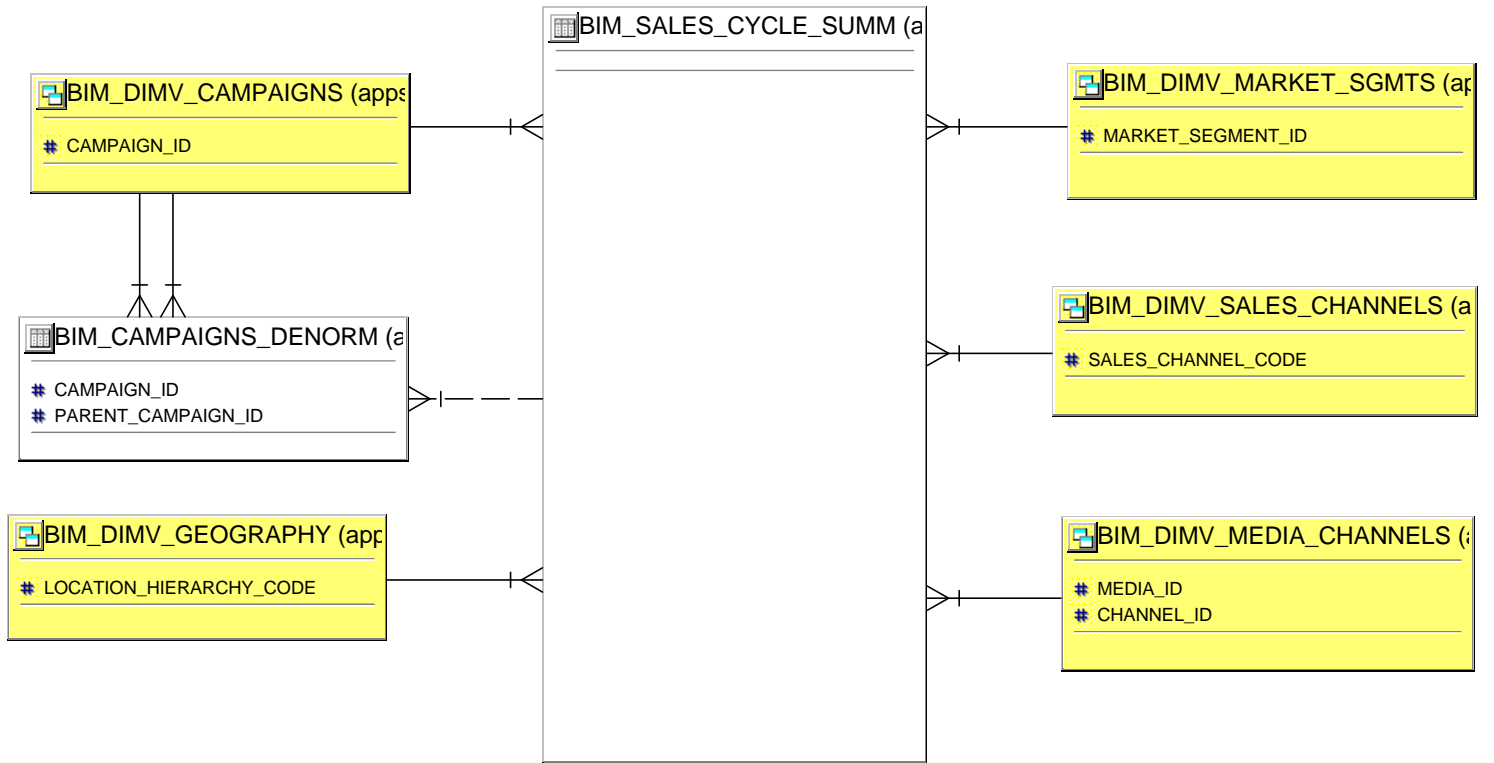 BIM_SALES_CYCLE_SUMM (a
BIM_DIMV_CAMPAIGNS (apps
# CAMPAIGN_ID
BIM_CAMPAIGNS_DENORM (a
# CAMPAIGN_ID
# PARENT_CAMPAIGN_ID
BIM_DIMV_GEOGRAPHY (app
# LOCATION_HIERARCHY_CODE
BIM_DIMV_MARKET_SGMTS (ap
# MARKET_SEGMENT_ID
BIM_DIMV_SALES_CHANNELS (a
# SALES_CHANNEL_CODE
BIM_DIMV_MEDIA_CHANNELS (
# MEDIA_ID
# CHANNEL_ID